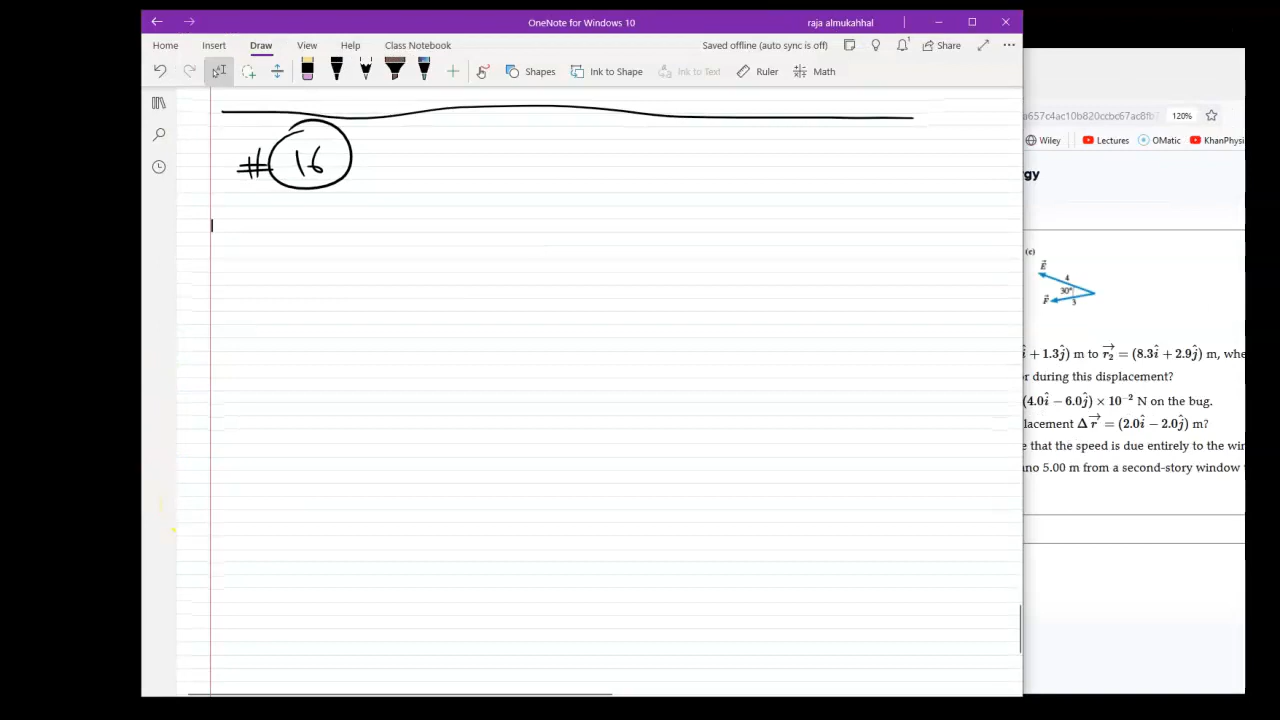 OneNote for Windows 10
raja almukahhal
Home
Insert
Draw
View
Help
Class Notebook
Saved offline (auto sync is off)
Share
Shapes
Ink to Shape
Ink to Text
Ruler
Math
# 16
a657c4ac10b820ccbc67ac8fb7
120%
Wiley
Lectures
OMatic
KhanPhysi
rgy
(c)
E⃗
4
30°
F⃗
3
î + 1.3ĵ) m to r₂⃗ = (8.3î + 2.9ĵ) m, whe
or during this displacement?
(4.0î − 6.0ĵ) × 10⁻² N on the bug.
lacement Δr⃗ = (2.0î − 2.0ĵ) m?
e that the speed is due entirely to the win
ano 5.00 m from a second-story window